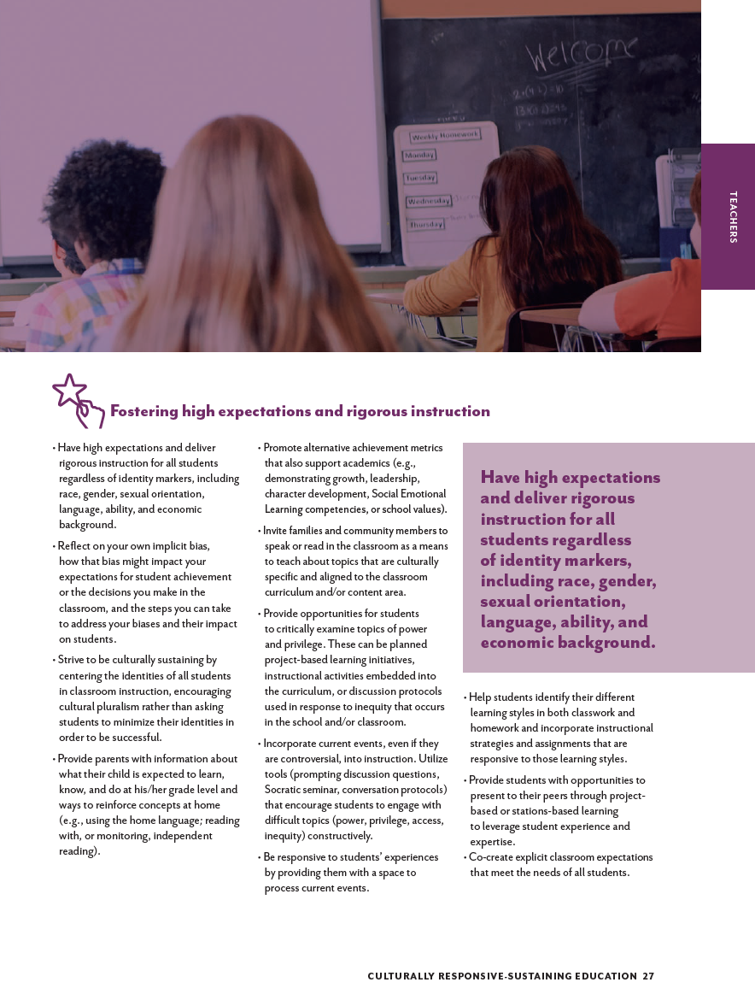 Welcome
Weekly Homework
Monday
Tuesday
Wednesday
Thursday
TEACHERS
Fostering high expectations and rigorous instruction
• Have high expectations and deliver
rigorous instruction for all students
regardless of identity markers, including
race, gender, sexual orientation,
language, ability, and economic
background.
• Reflect on your own implicit bias,
how that bias might impact your
expectations for student achievement
or the decisions you make in the
classroom, and the steps you can take
to address your biases and their impact
on students.
• Strive to be culturally sustaining by
centering the identities of all students
in classroom instruction, encouraging
cultural pluralism rather than asking
students to minimize their identities in
order to be successful.
• Provide parents with information about
what their child is expected to learn,
know, and do at his/her grade level and
ways to reinforce concepts at home
(e.g., using the home language; reading
with, or monitoring, independent
reading).
• Promote alternative achievement metrics
that also support academics (e.g.,
demonstrating growth, leadership,
character development, Social Emotional
Learning competencies, or school values).
• Invite families and community members to
speak or read in the classroom as a means
to teach about topics that are culturally
specific and aligned to the classroom
curriculum and/or content area.
• Provide opportunities for students
to critically examine topics of power
and privilege. These can be planned
project-based learning initiatives,
instructional activities embedded into
the curriculum, or discussion protocols
used in response to inequity that occurs
in the school and/or classroom.
• Incorporate current events, even if they
are controversial, into instruction. Utilize
tools (prompting discussion questions,
Socratic seminar, conversation protocols)
that encourage students to engage with
difficult topics (power, privilege, access,
inequity) constructively.
• Be responsive to students’ experiences
by providing them with a space to
process current events.
Have high expectations
and deliver rigorous
instruction for all
students regardless
of identity markers,
including race, gender,
sexual orientation,
language, ability, and
economic background.
• Help students identify their different
learning styles in both classwork and
homework and incorporate instructional
strategies and assignments that are
responsive to those learning styles.
• Provide students with opportunities to
present to their peers through project-
based or stations-based learning
to leverage student experience and
expertise.
• Co-create explicit classroom expectations
that meet the needs of all students.
CULTURALLY RESPONSIVE-SUSTAINING EDUCATION 27